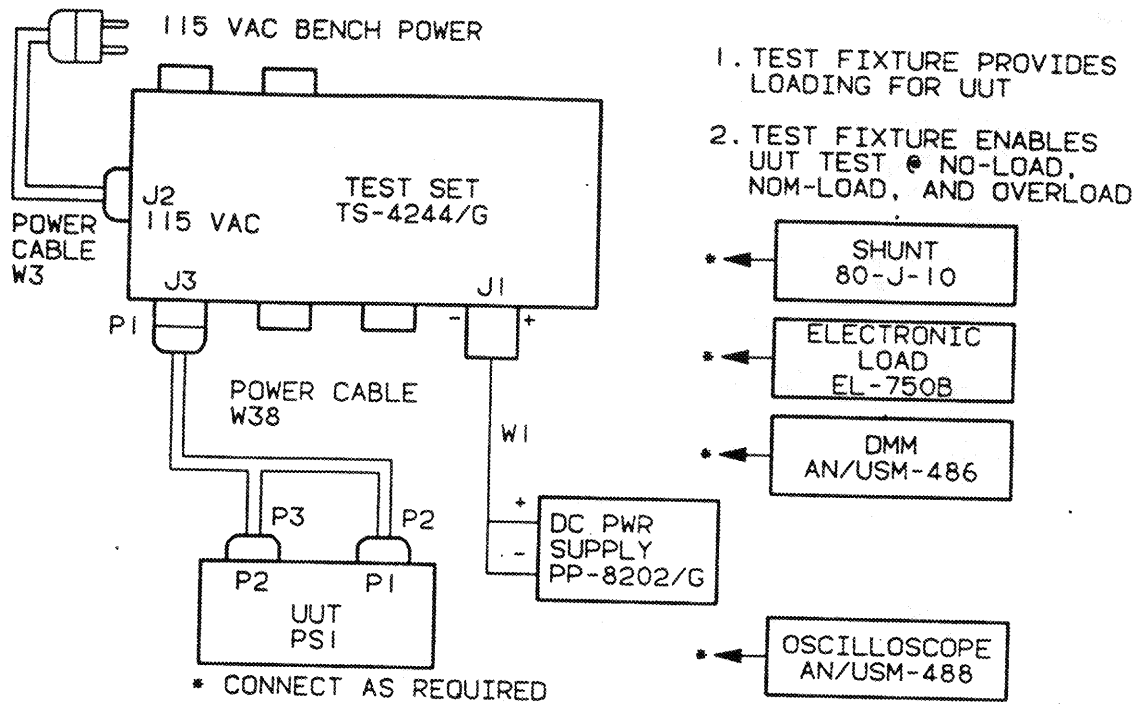 115 VAC BENCH POWER
1. TEST FIXTURE PROVIDES
LOADING FOR UUT
2. TEST FIXTURE ENABLES
UUT TEST @ NO-LOAD,
NOM-LOAD, AND OVERLOAD
J2
115 VAC
TEST SET
TS-4244/G
POWER
CABLE
W3
J3
J1
P1
- +
SHUNT
80-J-10
*
ELECTRONIC
LOAD
EL-750B
*
POWER CABLE
W38
W1
DMM
AN/USM-486
*
P3
P2
+
-
DC PWR
SUPPLY
PP-8202/G
P2
P1
UUT
PS1
OSCILLOSCOPE
AN/USM-488
*
* CONNECT AS REQUIRED